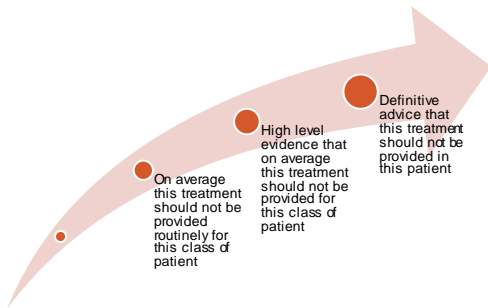 On average
this treatment
should not be
provided
routinely for
this class of
patient
High level
evidence that
on average
this treatment
should not be
provided for
this class of
patient
Definitive
advice that
this treatment
should not be
provided in
this patient